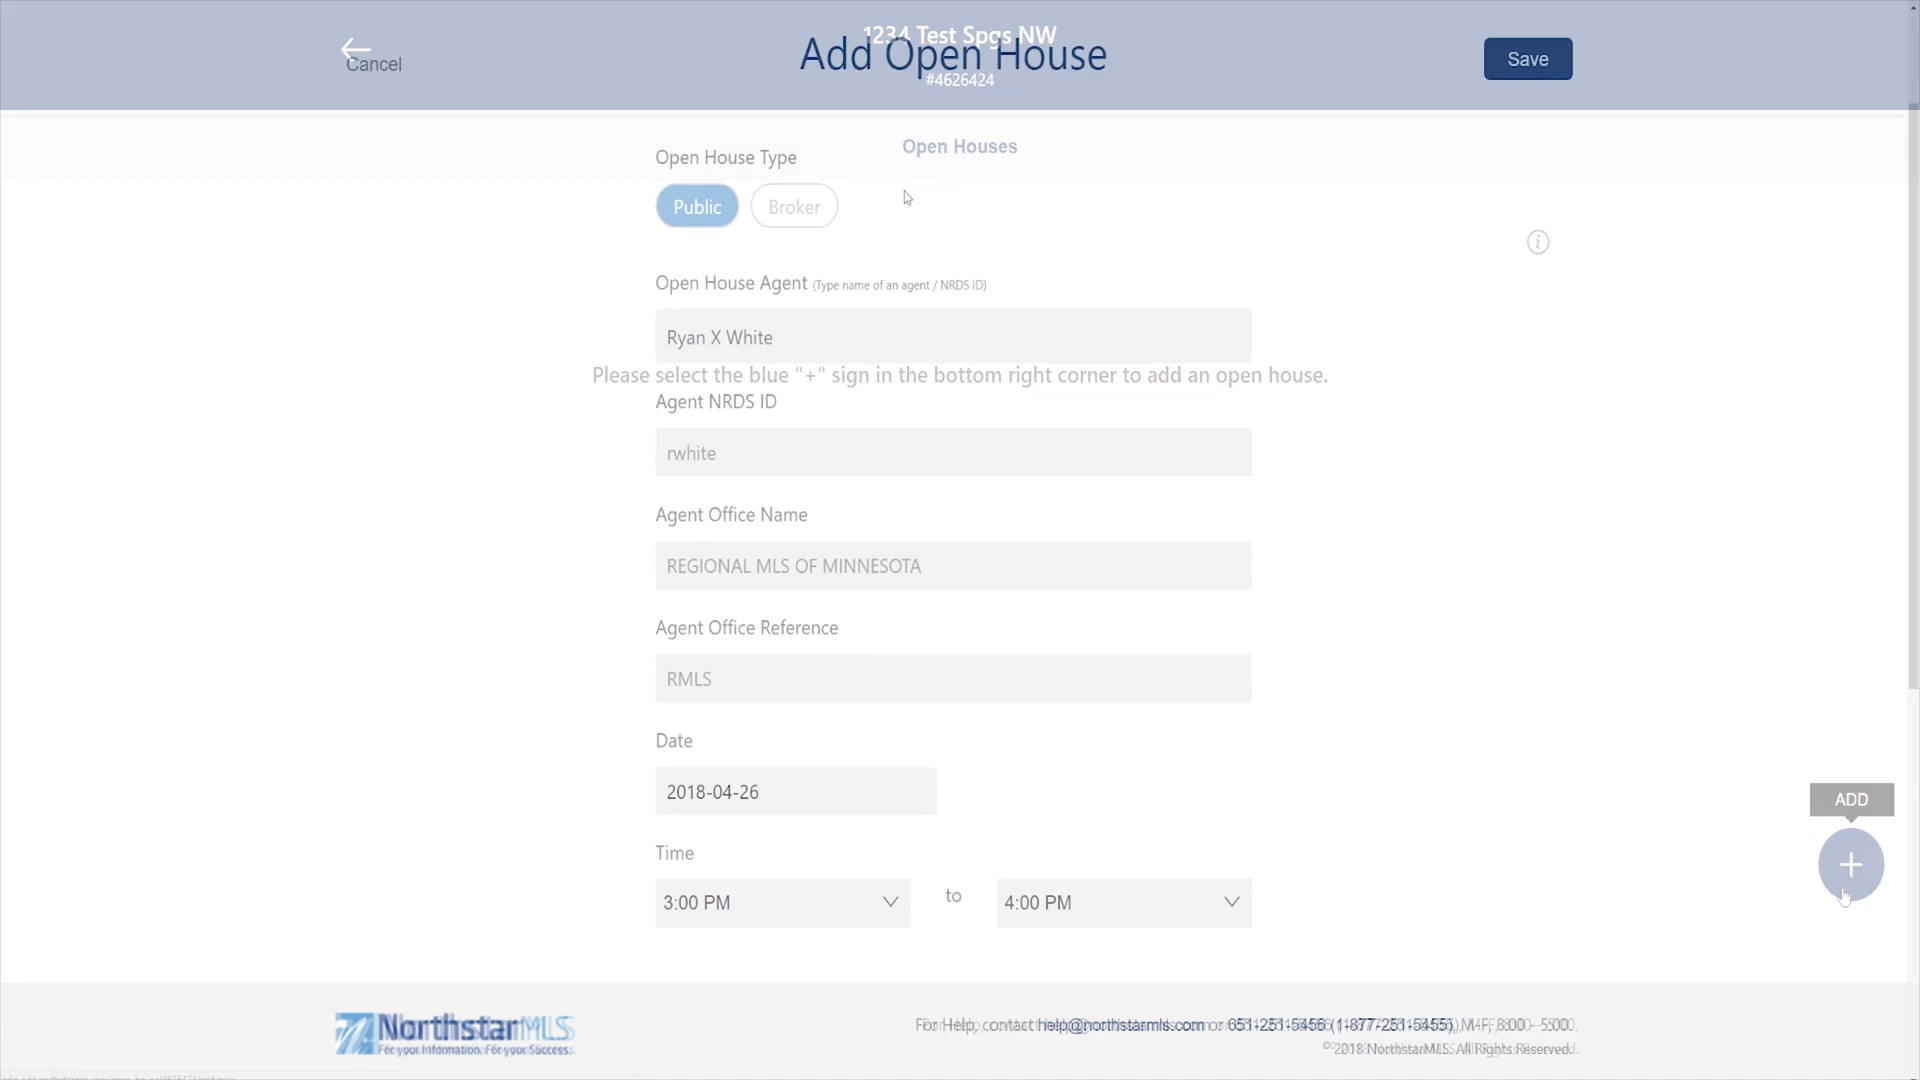 1234 Test Spgs NW
Add Open House
#4626424
Cancel
Save
Open Houses
Open House Type
Public
Broker
Open House Agent (Type name of an agent / NRDS ID)
Ryan X White
Please select the blue "+" sign in the bottom right corner to add an open house.
Agent NRDS ID
rwhite
Agent Office Name
REGIONAL MLS OF MINNESOTA
Agent Office Reference
RMLS
Date
2018-04-26
ADD
+
Time
3:00 PM
to
4:00 PM
NorthstarMLS
For your Information. For your Success.
For Help, contact help@northstarmls.com or 651-251-5456 (1-877-251-5455), M-F, 8:00 - 5:00.
© 2018 NorthstarMLS. All Rights Reserved.